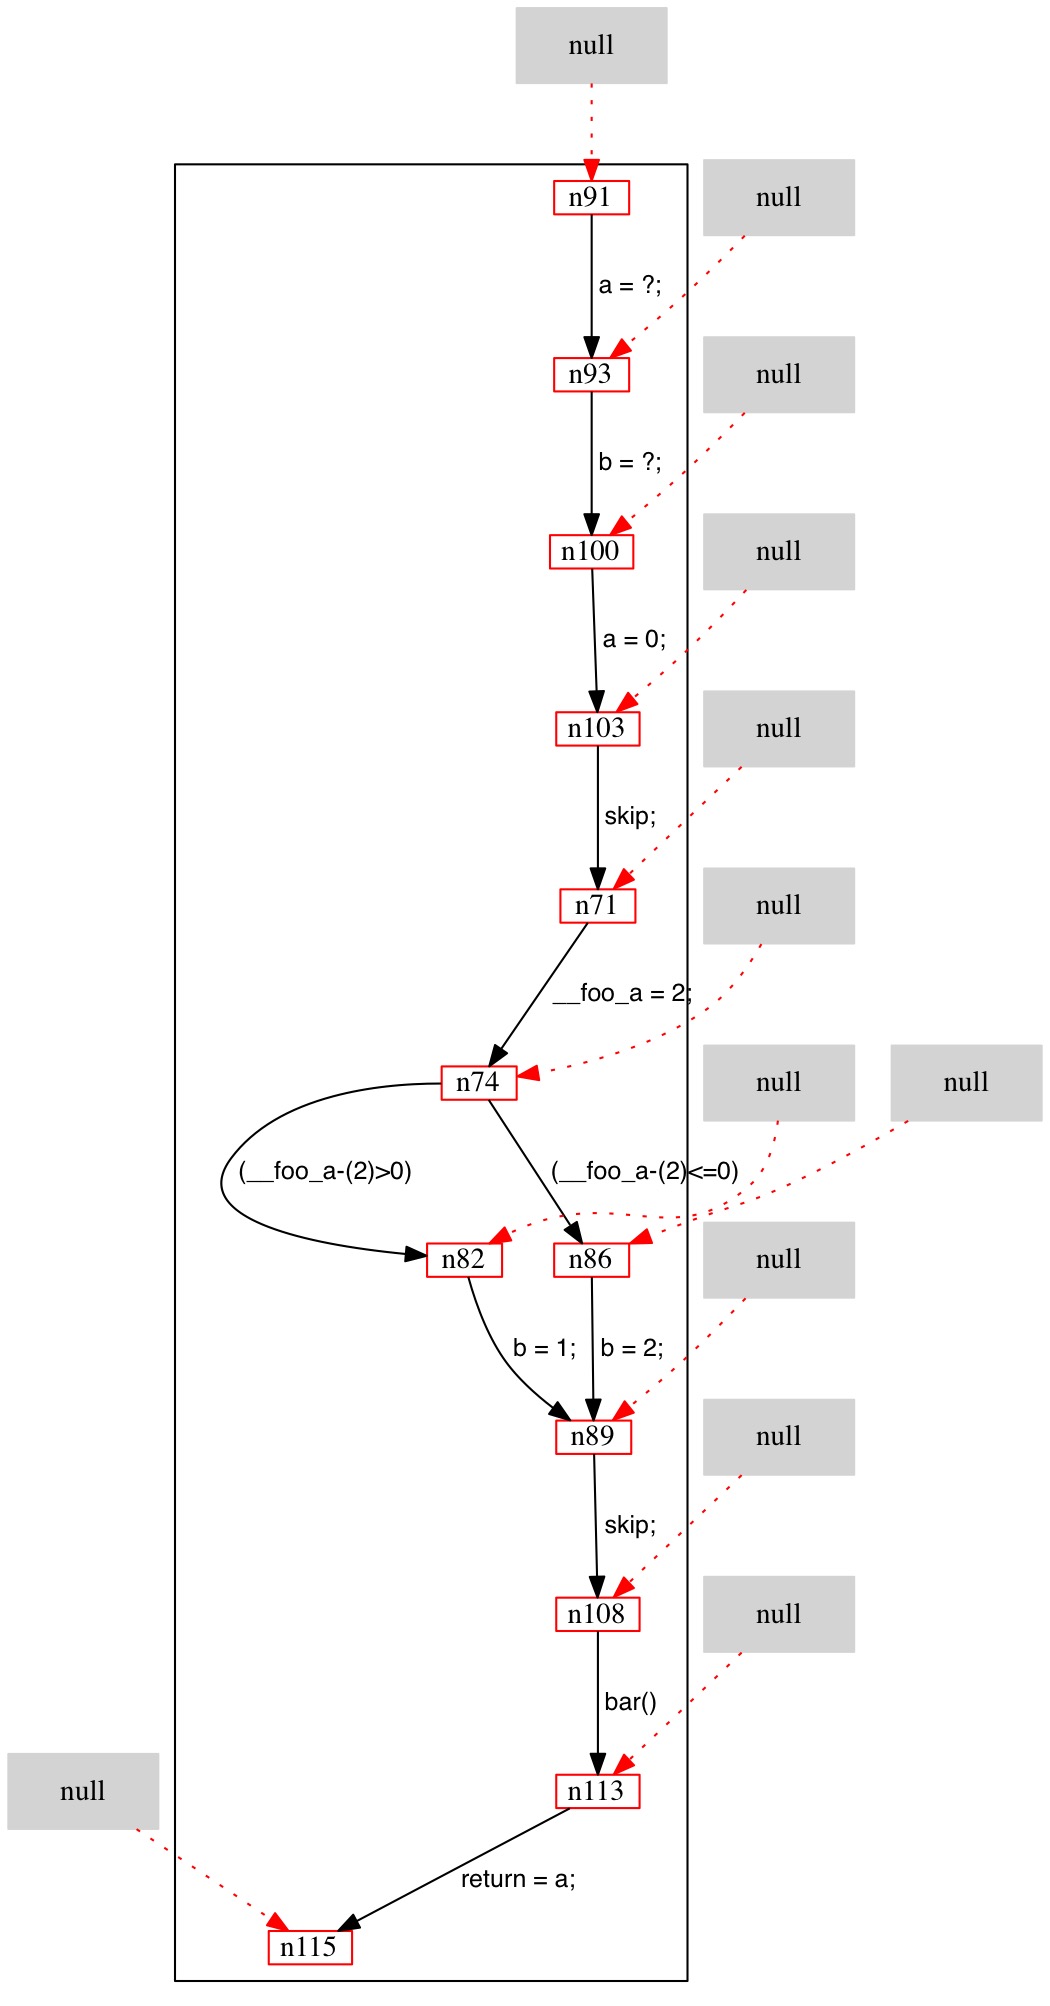 null
n91
null
a = ?;
n93
null
b = ?;
n100
null
a = 0;
n103
null
skip;
n71
null
__foo_a = 2;
n74
null
null
(__foo_a-(2)>0)
(__foo_a-(2)<=0)
n82
n86
null
b = 1;
b = 2;
n89
null
skip;
n108
null
bar()
null
n113
return = a;
n115